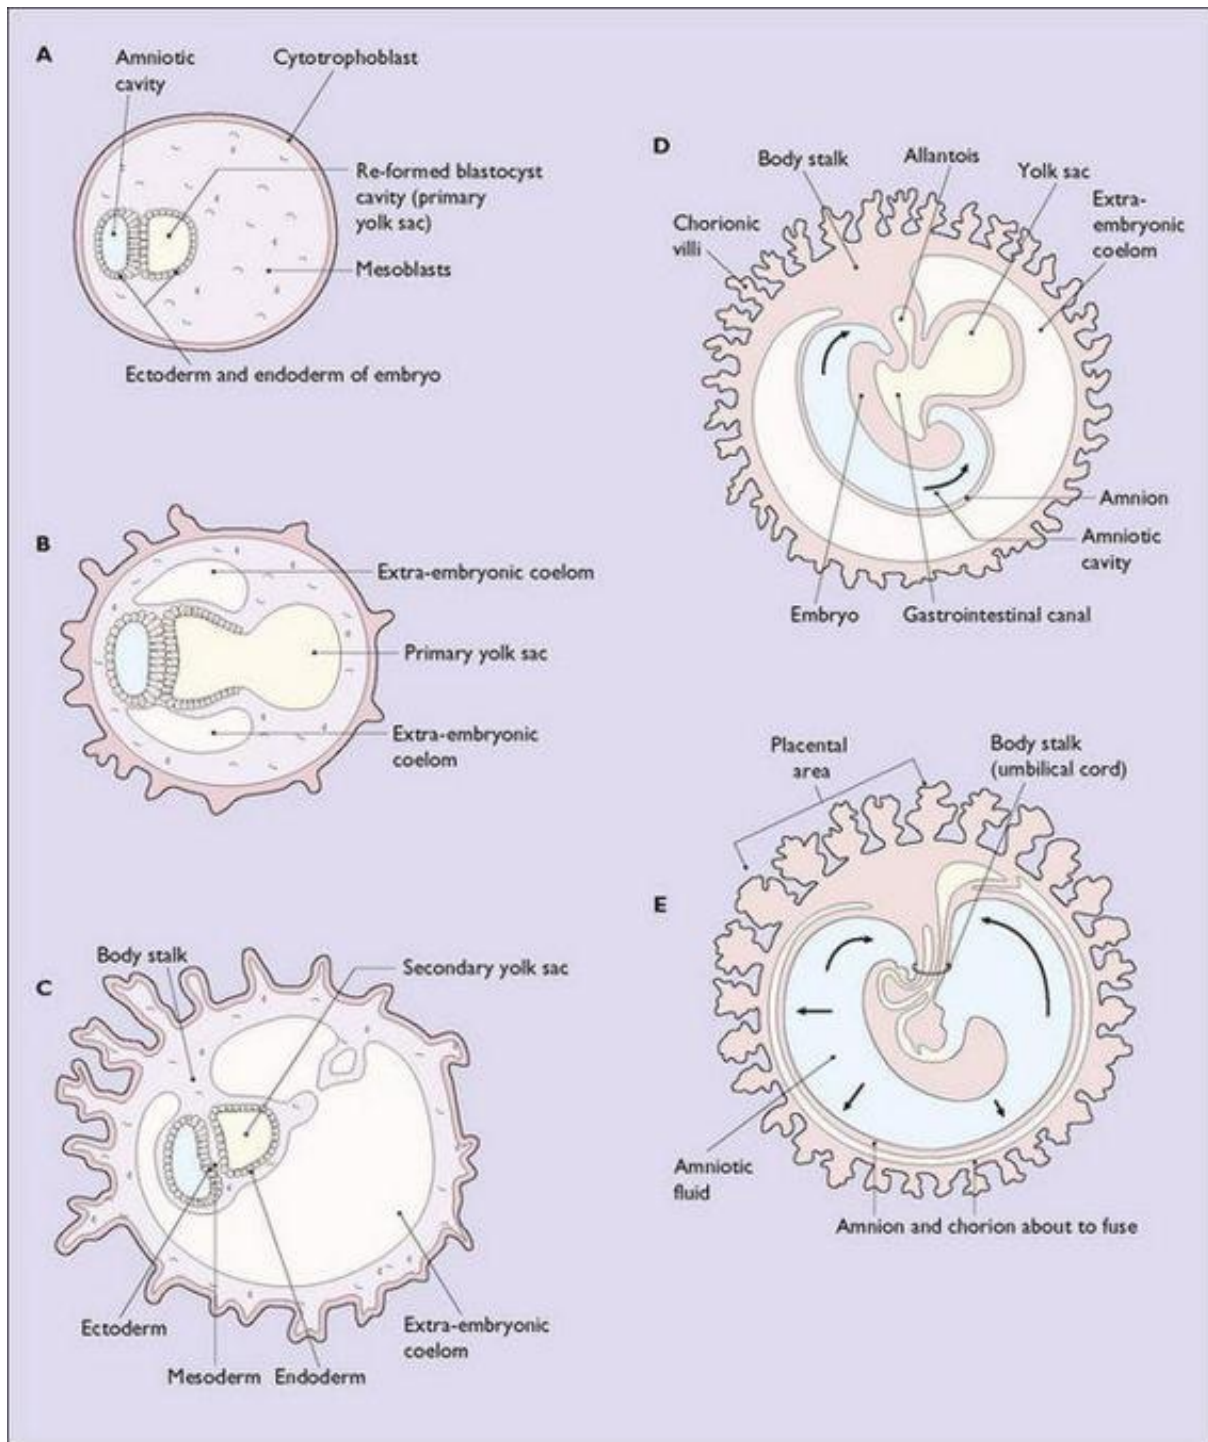 A
Amniotic
cavity
Cytotrophoblast
Re-formed blastocyst
cavity (primary
yolk sac)
Mesoblasts
Ectoderm and endoderm of embryo
B
Extra-embryonic coelom
Primary yolk sac
Extra-embryonic
coelom
C
Body stalk
Secondary yolk sac
Ectoderm
Mesoderm
Endoderm
Extra-embryonic
coelom
D
Body stalk
Allantois
Yolk sac
Extra-
embryonic
coelom
Chorionic
villi
Amnion
Amniotic
cavity
Embryo
Gastrointestinal canal
E
Placental
area
Body stalk
(umbilical cord)
Amniotic
fluid
Amnion and chorion about to fuse